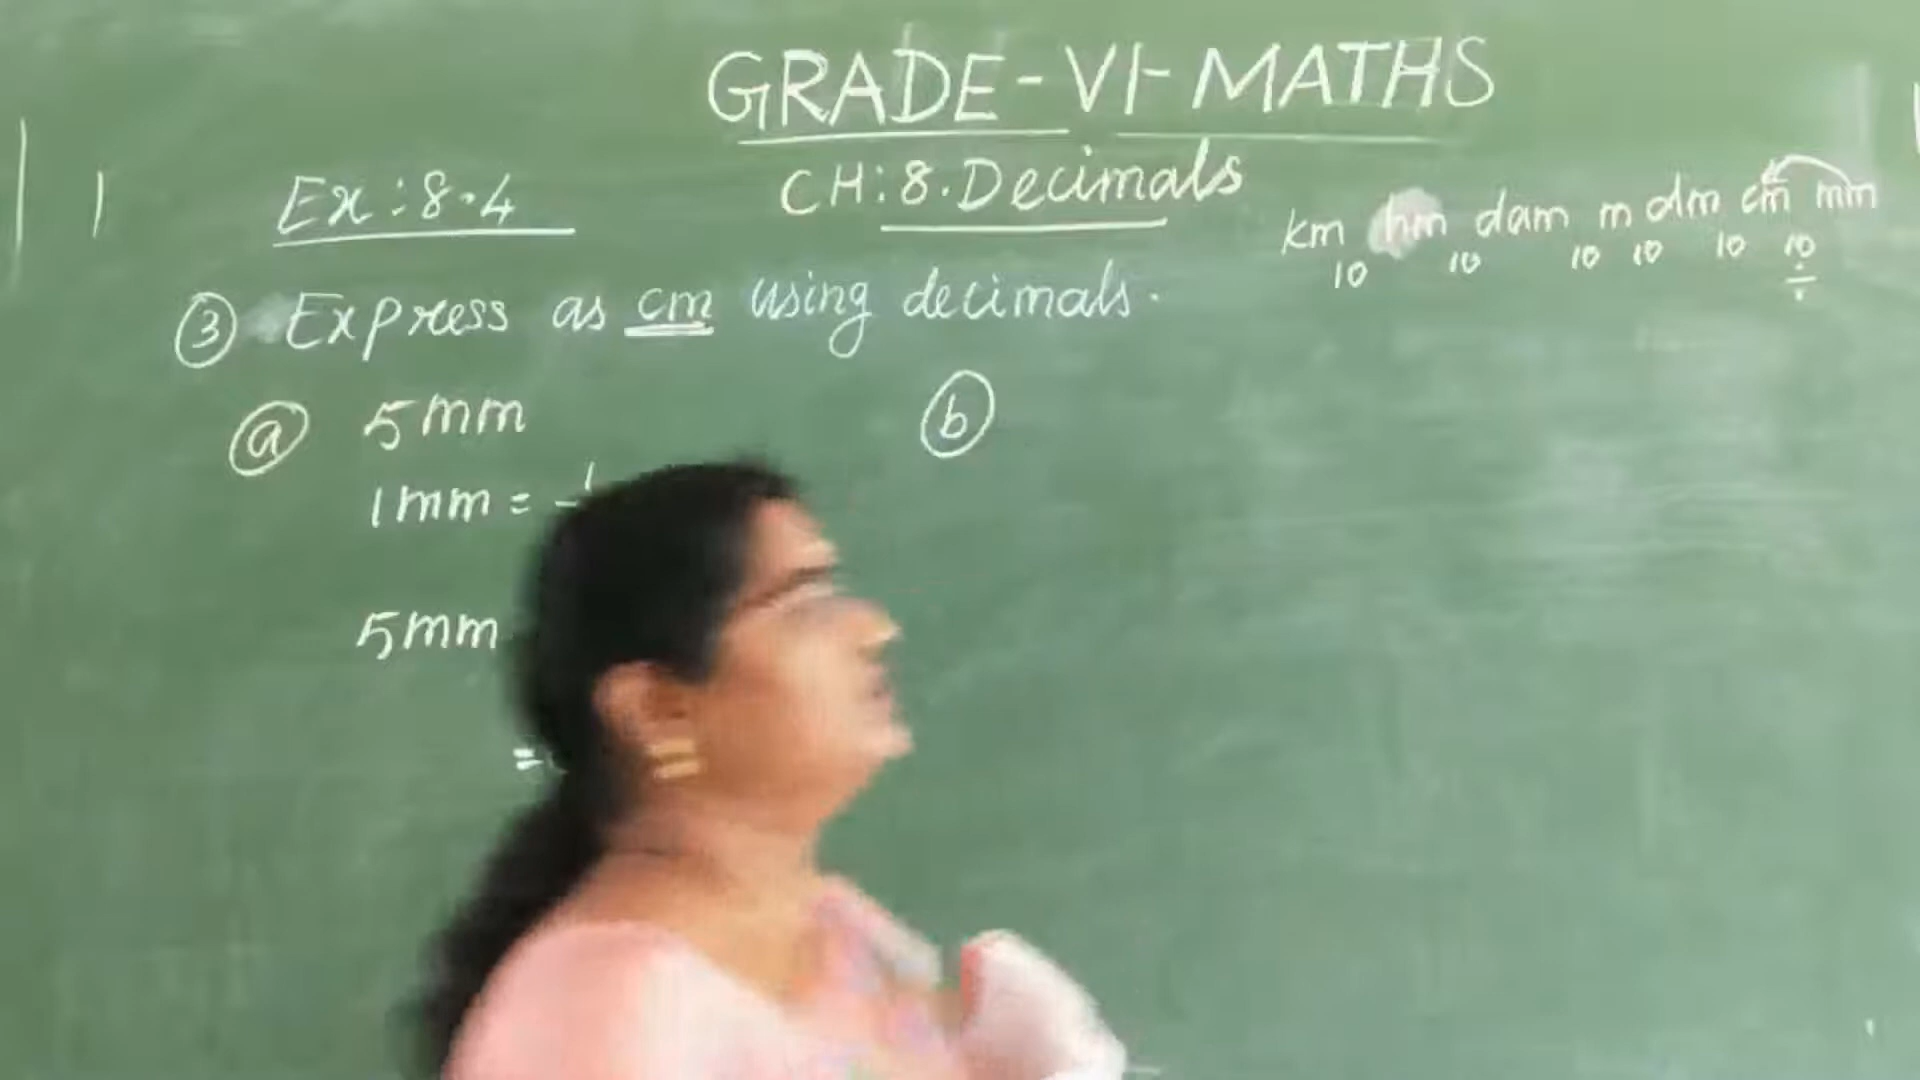 GRADE-VI-MATHS
CH:8.Decimals
Ex:8.4
km hm dam m dm cm mm
10 10 10 10 10 10
③ Express as cm using decimals.
ⓐ 5mm
ⓑ
1mm = 1
5mm
=